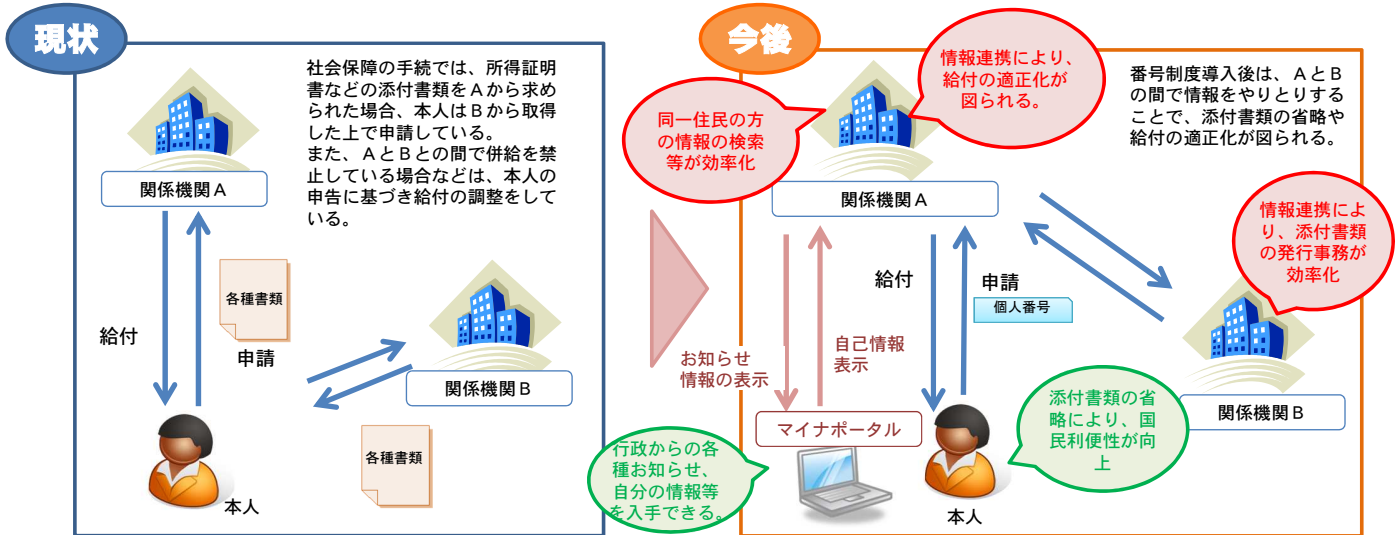 現状
社会保障の手続では、所得証明
書などの添付書類をAから求め
られた場合、本人はBから取得
した上で申請している。
また、AとBとの間で併給を禁
止している場合などは、本人の
申告に基づき給付の調整をして
いる。
関係機関A
各種書類
給付
申請
関係機関B
各種書類
本人
今後
情報連携により、
給付の適正化が
図られる。
番号制度導入後は、AとB
の間で情報をやりとりする
ことで、添付書類の省略や
給付の適正化が図られる。
同一住民の方
の情報の検索
等が効率化
関係機関A
情報連携によ
り、添付書類
の発行事務が
効率化
給付
申請
個人番号
お知らせ
情報の表示
自己情報
表示
関係機関B
マイナポータル
添付書類の省
略により、国
民利便性が向
上
行政からの各
種お知らせ、
自分の情報等
を入手できる。
本人